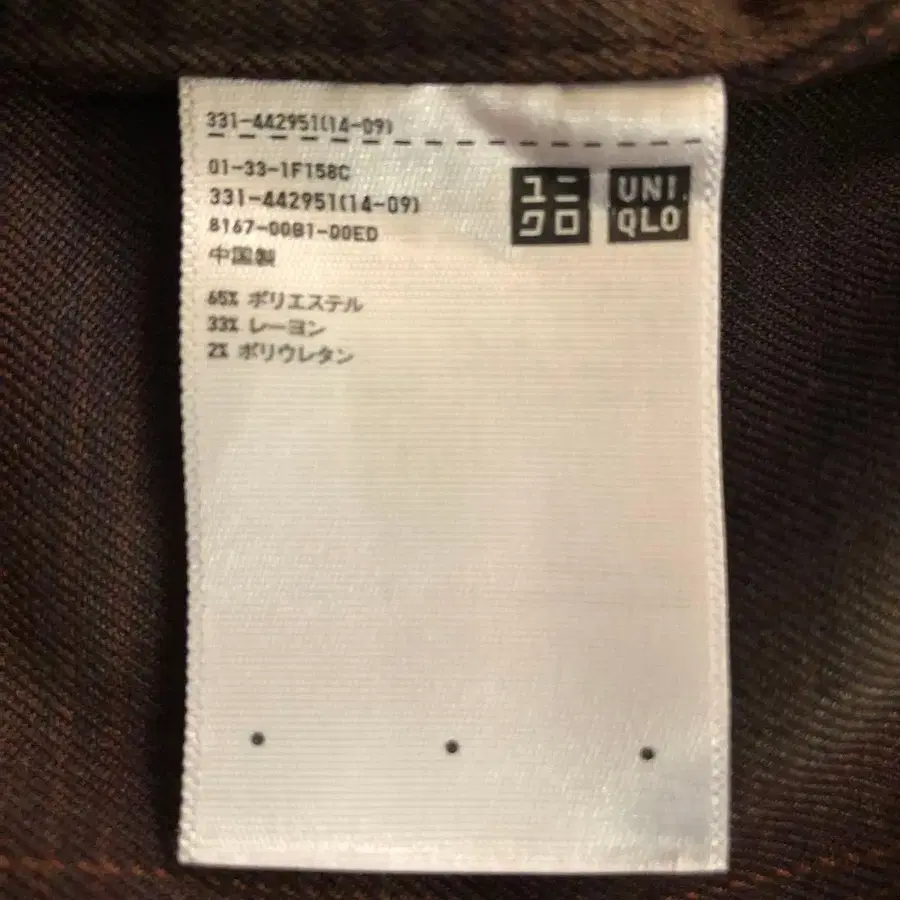 331-442951(14-09)
01-33-1F158C
331-442951(14-09)
8167-00B1-00ED
中国製
65% ポリエステル
33% レーヨン
2% ポリウレタン
ユニ
クロ
UNI
QLO